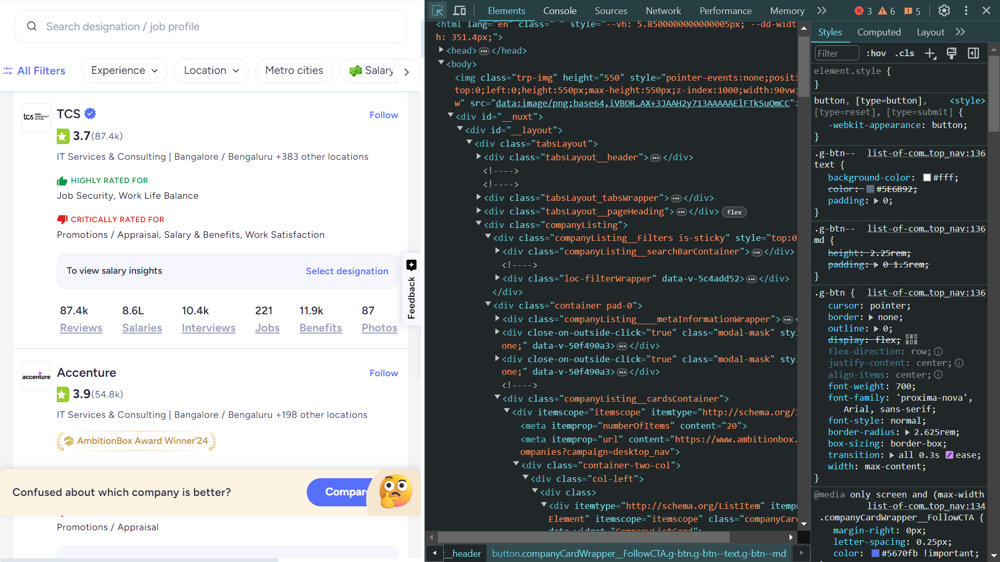 Search designation / job profile
All Filters
Experience
Location
Metro cities
Salary
tcs TATA CONSULTANCY SERVICES
TCS
Follow
3.7 (87.4k)
IT Services & Consulting | Bangalore / Bengaluru +383 other locations
HIGHLY RATED FOR
Job Security, Work Life Balance
CRITICALLY RATED FOR
Promotions / Appraisal, Salary & Benefits, Work Satisfaction
To view salary insights
Select designation
87.4k 8.6L 10.4k 221 11.9k 87
Reviews Salaries Interviews Jobs Benefits Photos
Feedback
accenture
Accenture
Follow
3.9 (54.8k)
IT Services & Consulting | Bangalore / Bengaluru +198 other locations
AmbitionBox Award Winner'24
Confused about which company is better?
Compare
Promotions / Appraisal
Elements Console Sources Network Performance Memory 3 6 5
<html lang="en" class=" " style="--vh: 5.8500000000000005px; --dd-widt
h: 351.4px;">
<head> ... </head>
<body>
<img class="trp-img" height="550" style="pointer-events:none;positi
top:0;left:0;height:550px;max-height:550px;z-index:1000;width:90vw;
w" src="data:image/png;base64,iVBOR…AX+3JAAH2y713AAAAAElFTkSuQmCC">
<div id="__nuxt">
<div id="__layout">
<div class="tabsLayout">
<div class="tabsLayout__header"> ... </div>
<!---->
<!---->
<div class="tabsLayout_tabsWrapper"> ... </div>
<div class="tabsLayout__pageHeading"> ... </div> flex
<div class="companyListing">
<div class="companyListing__Filters is-sticky" style="top:0
<div class="companyListing__searchBarContainer"> ... </div>
<!---->
<div class="loc-filterWrapper" data-v-5c4add52> ... </div>
</div>
<div class="container pad-0">
<div class="companyListing____metaInformationWrapper"> ... <
<div close-on-outside-click="true" class="modal-mask" styl
one;" data-v-50f490a3> ... </div>
<div close-on-outside-click="true" class="modal-mask" styl
one;" data-v-50f490a3> ... </div>
<!---->
<div class="companyListing__cardsContainer">
<div itemscope="itemscope" itemtype="http://schema.org/I
<meta itemprop="numberOfItems" content="20">
<meta itemprop="url" content="https://www.ambitionbox.
ompanies?campaign=desktop_nav">
<div class="container-two-col">
<div class="col-left">
<div class>
<div itemtype="http://schema.org/ListItem" itempr
Element" itemscope="itemscope" class="companyCar
data-widget="CompanyListCard">
__header button.companyCardWrapper__FollowCTA.g-btn.g-btn--text.g-btn--md
Styles Computed Layout
Filter :hov .cls
element.style {
}
button, [type=button], <style>
[type=reset], [type=submit] {
-webkit-appearance: button;
}
.g-btn-- list-of-com…top_nav:136
text {
background-color: #fff;
color: #5E6B92;
padding: 0;
}
.g-btn-- list-of-com…top_nav:136
md {
height: 2.25rem;
padding: 0 1.5rem;
}
.g-btn { list-of-com…top_nav:136
cursor: pointer;
border: none;
outline: 0;
display: flex;
flex-direction: row;
justify-content: center;
align-items: center;
font-weight: 700;
font-family: 'proxima-nova',
Arial, sans-serif;
font-style: normal;
border-radius: 2.625rem;
box-sizing: border-box;
transition: all 0.3s ease;
width: max-content;
}
@media only screen and (max-width
list-of-com…top_nav:134
.companyCardWrapper__FollowCTA {
margin-right: 0px;
letter-spacing: 0.25px;
color: #5670fb !important;